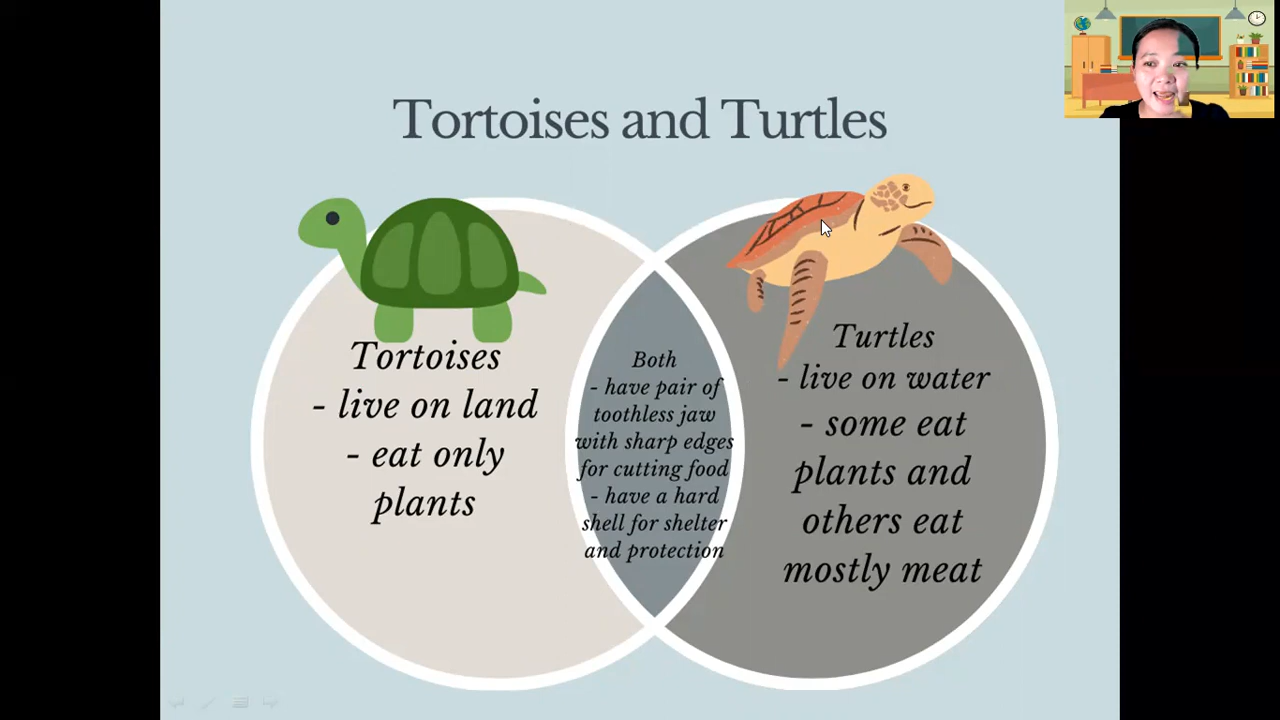 Tortoises and Turtles
Tortoises
- live on land
- eat only
plants
Both
- have pair of
toothless jaw
with sharp edges
for cutting food
- have a hard
shell for shelter
and protection
Turtles
- live on water
- some eat
plants and
others eat
mostly meat